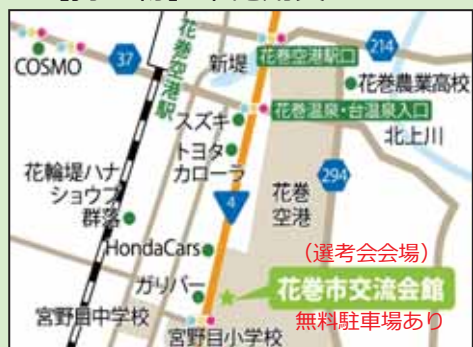 花巻空港駅口
214
COSMO
37
花巻空港駅
新堤
花巻農業高校
花巻温泉・台温泉入口
スズキ
北上川
トヨタ
カローラ
花輪堤ハナ
ショウブ
群落
294
花巻
空港
4
HondaCars
(選考会会場)
花巻市交流会館
無料駐車場あり
がりバー
宮野目中学校
宮野目小学校